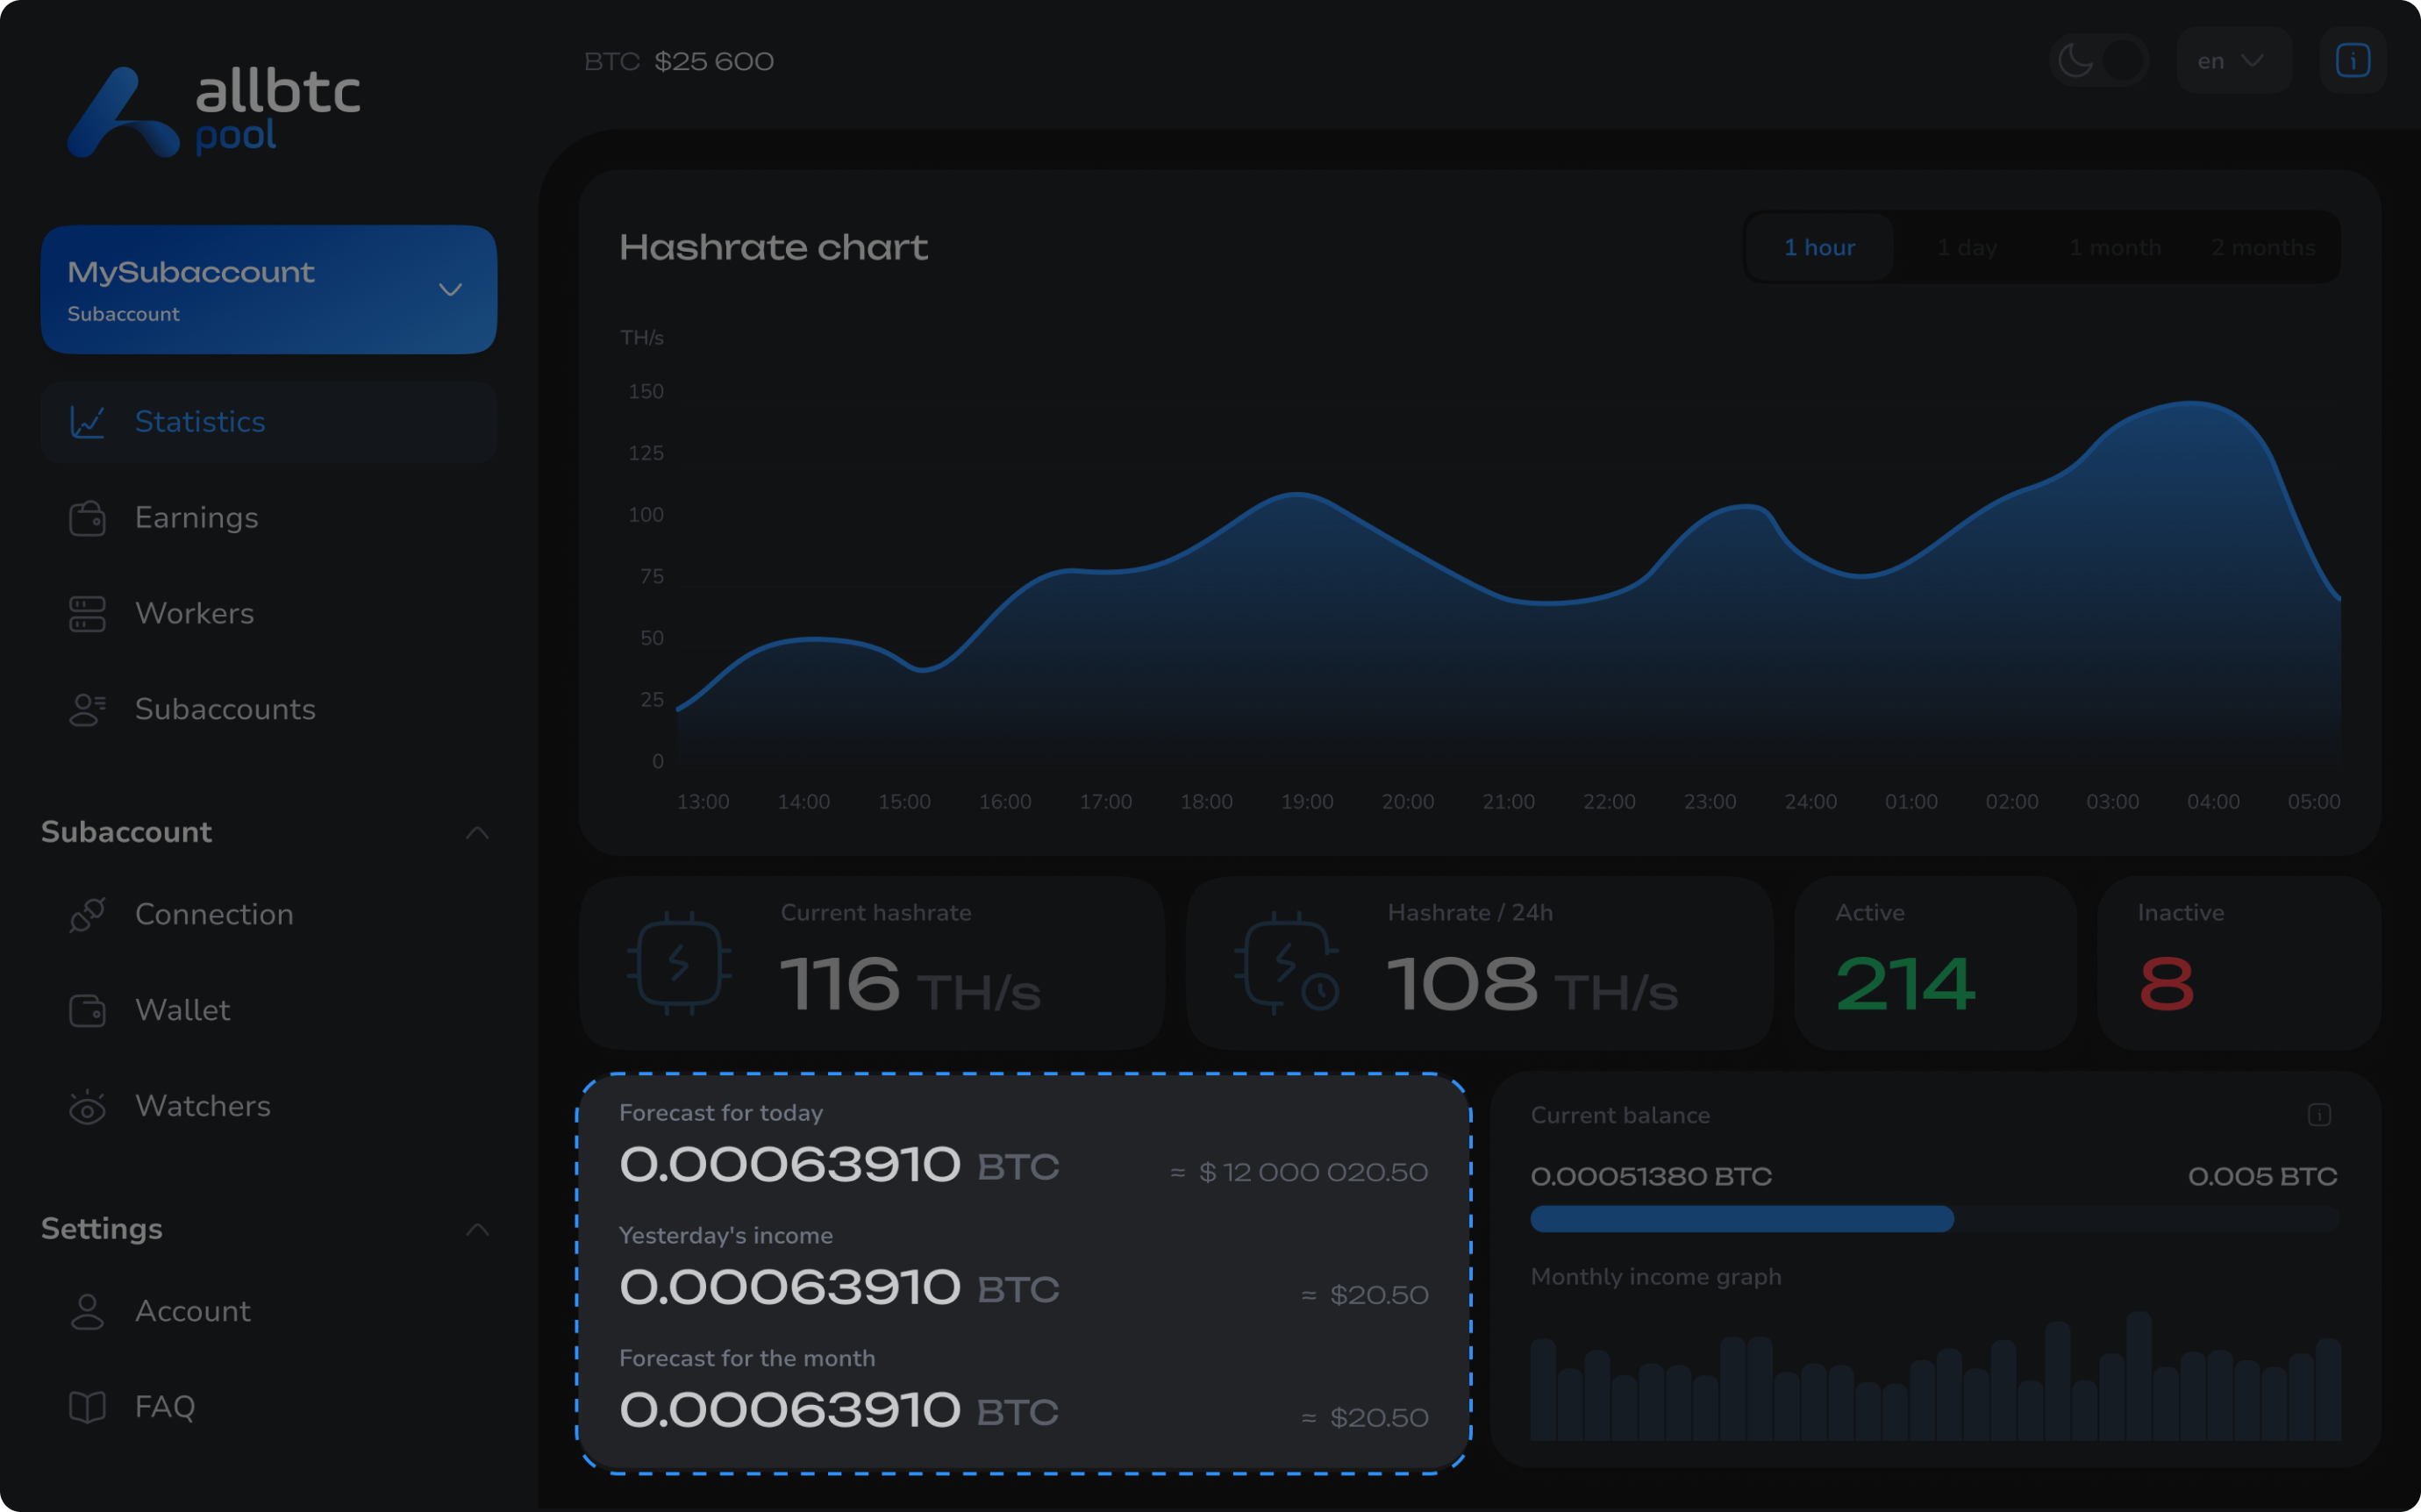 allbtc
pool
BTC $25 600
en
MySubaccount
Subaccount
Statistics
Earnings
Workers
Subaccounts
Subaccount
Connection
Wallet
Watchers
Settings
Account
FAQ
Hashrate chart
1 hour 1 day 1 month 2 months
TH/s
150
125
100
75
50
25
0
13:00 14:00 15:00 16:00 17:00 18:00 19:00 20:00 21:00 22:00 23:00 24:00 01:00 02:00 03:00 04:00 05:00
Current hashrate
116 TH/s
Hashrate / 24h
108 TH/s
Active
214
Inactive
8
Forecast for today
0.00063910 BTC ≈ $ 12 000 020.50
Yesterday's income
0.00063910 BTC ≈ $20.50
Forecast for the month
0.00063910 BTC ≈ $20.50
Current balance
0.00051380 BTC 0.005 BTC
Monthly income graph